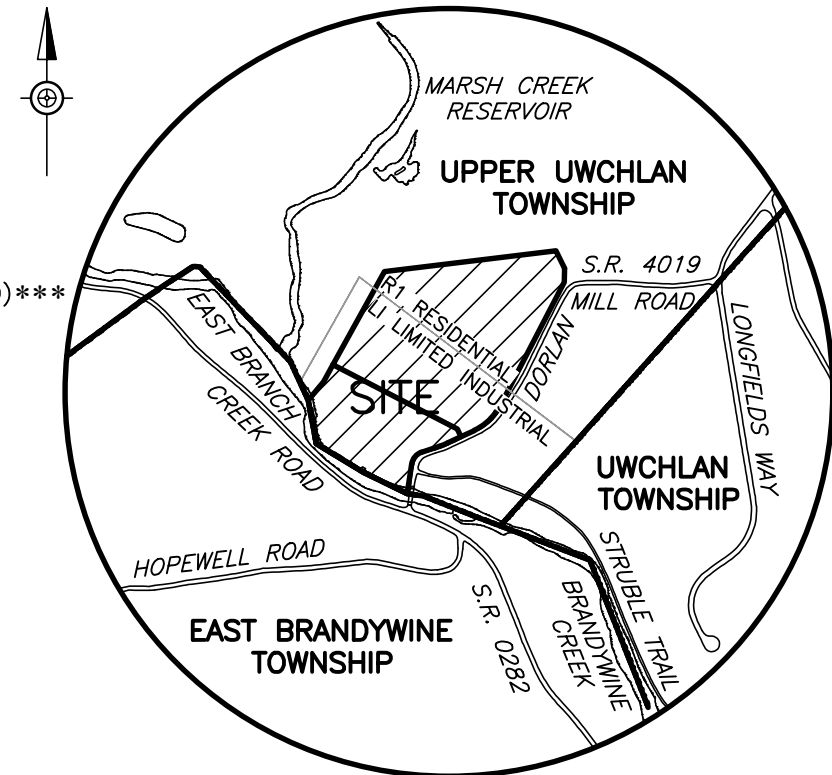 MARSH CREEK
RESERVOIR
UPPER UWCHLAN
TOWNSHIP
)***
S.R. 4019
MILL ROAD
R1 RESIDENTIAL
LI LIMITED INDUSTRIAL
DORLAN
LONGFIELDS WAY
EAST BRANCH
CREEK ROAD
SITE
UWCHLAN
TOWNSHIP
HOPEWELL ROAD
STRUBLE TRAIL
BRANDYWINE
CREEK
S.R. 0282
EAST BRANDYWINE
TOWNSHIP